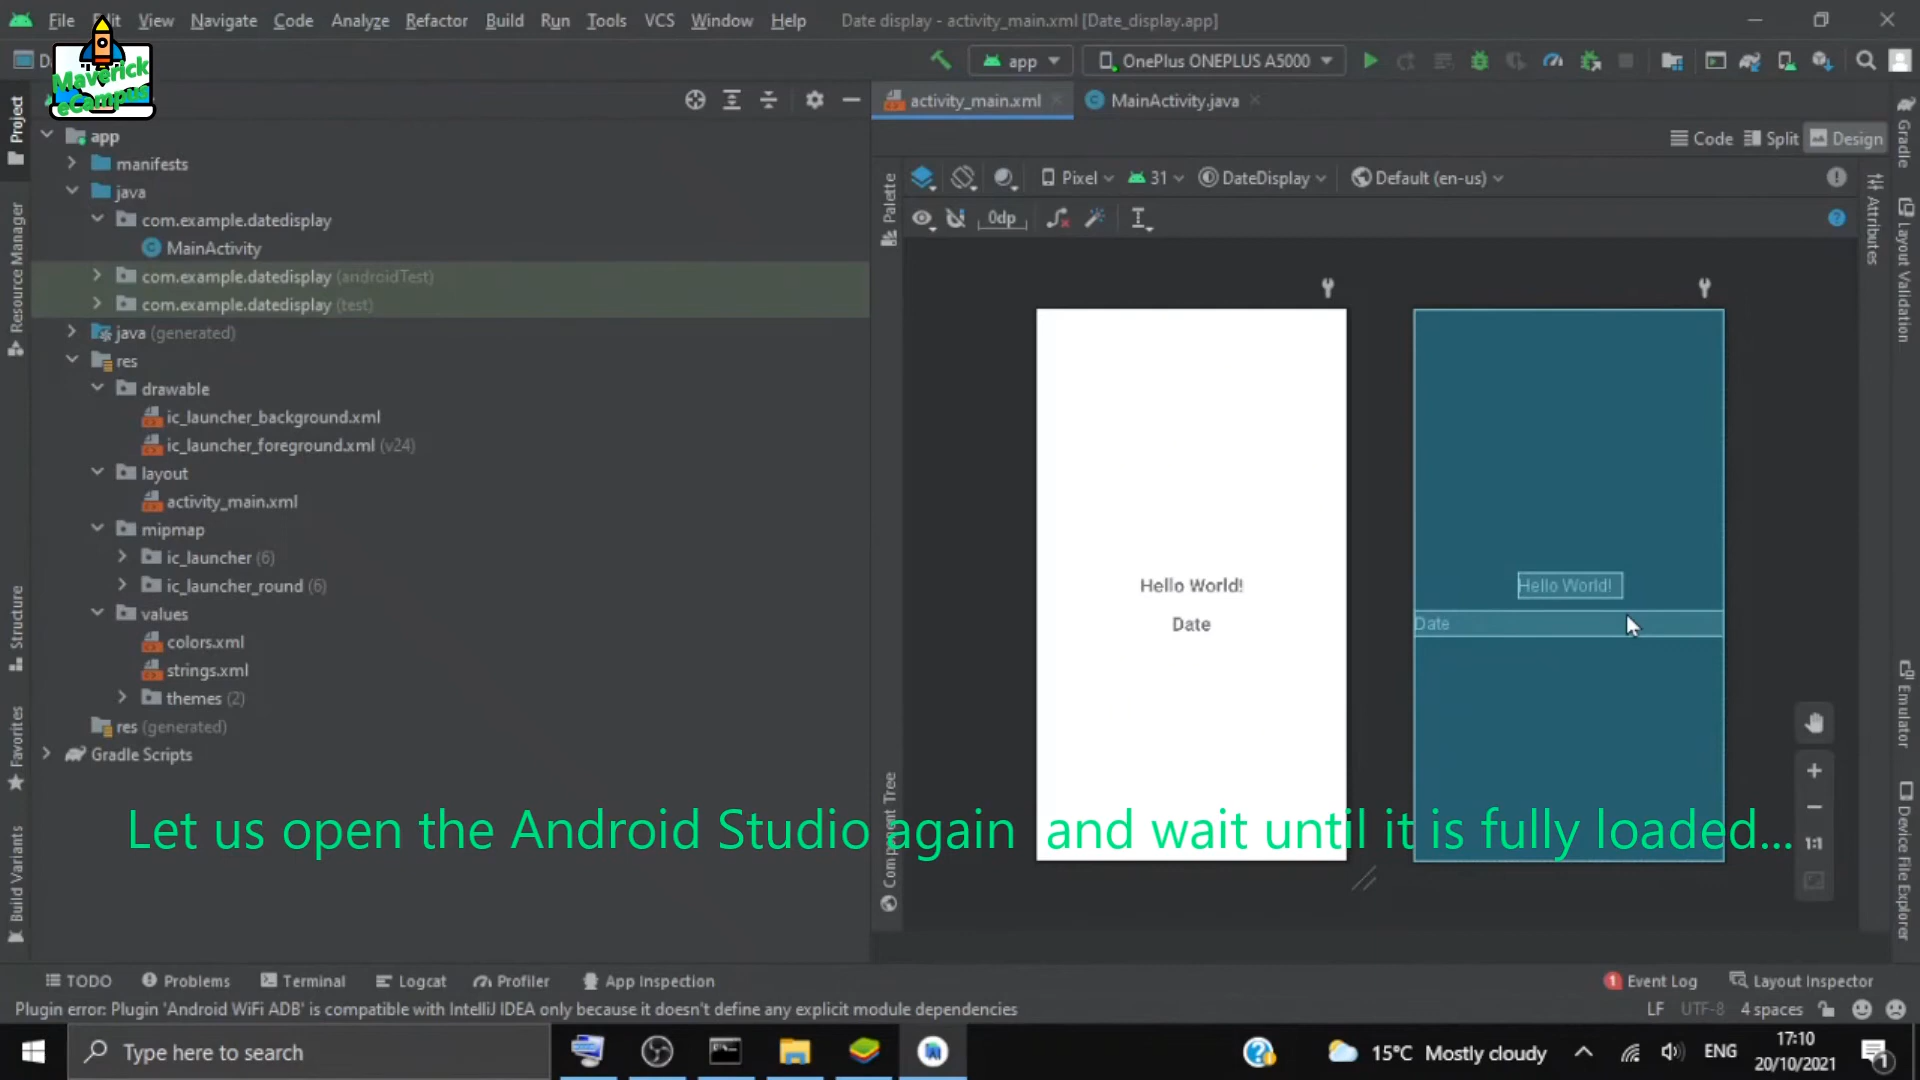 File Edit View Navigate Code Analyze Refactor Build Run Tools VCS Window Help Date display - activity_main.xml [Date_display.app]
Maverick
eCampus
app OnePlus ONEPLUS A5000
activity_main.xml MainActivity.java
Code Split Design
Pixel 31 DateDisplay Default (en-us)
0dp
Project
Resource Manager
Structure
Favorites
Build Variants
app
manifests
java
com.example.datedisplay
MainActivity
com.example.datedisplay (androidTest)
com.example.datedisplay (test)
java (generated)
res
drawable
ic_launcher_background.xml
ic_launcher_foreground.xml (v24)
layout
activity_main.xml
mipmap
ic_launcher (6)
ic_launcher_round (6)
values
colors.xml
strings.xml
themes (2)
res (generated)
Gradle Scripts
Palette
Component Tree
Hello World!
Date
Hello World!
Date
1:1
Attributes
Gradle
Layout Validation
Emulator
Device File Explorer
Let us open the Android Studio again and wait until it is fully loaded...
TODO Problems Terminal Logcat Profiler App Inspection 1 Event Log Layout Inspector
Plugin error: Plugin 'Android WiFi ADB' is compatible with IntelliJ IDEA only because it doesn't define any explicit module dependencies LF UTF-8 4 spaces
Type here to search 15°C Mostly cloudy ENG 17:10
20/10/2021 1